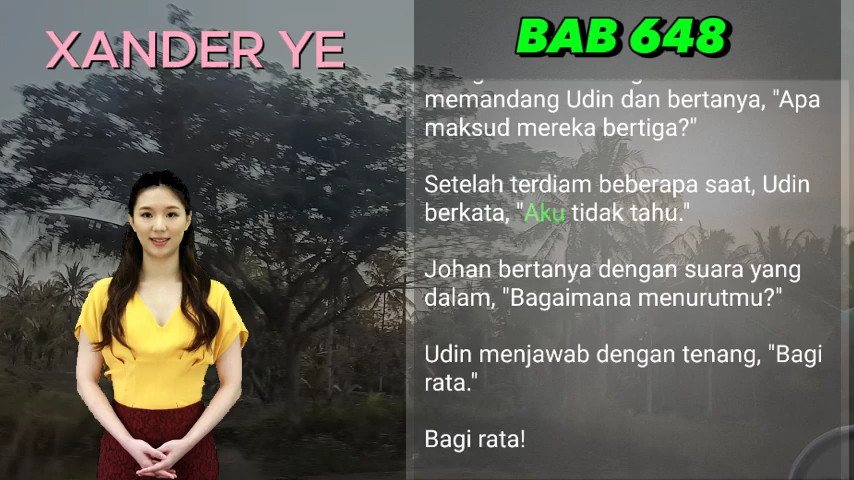 XANDER YE
BAB 648
memandang Udin dan bertanya, "Apa
maksud mereka bertiga?"
Setelah terdiam beberapa saat, Udin
berkata, "Aku tidak tahu."
Johan bertanya dengan suara yang
dalam, "Bagaimana menurutmu?"
Udin menjawab dengan tenang, "Bagi
rata."
Bagi rata!